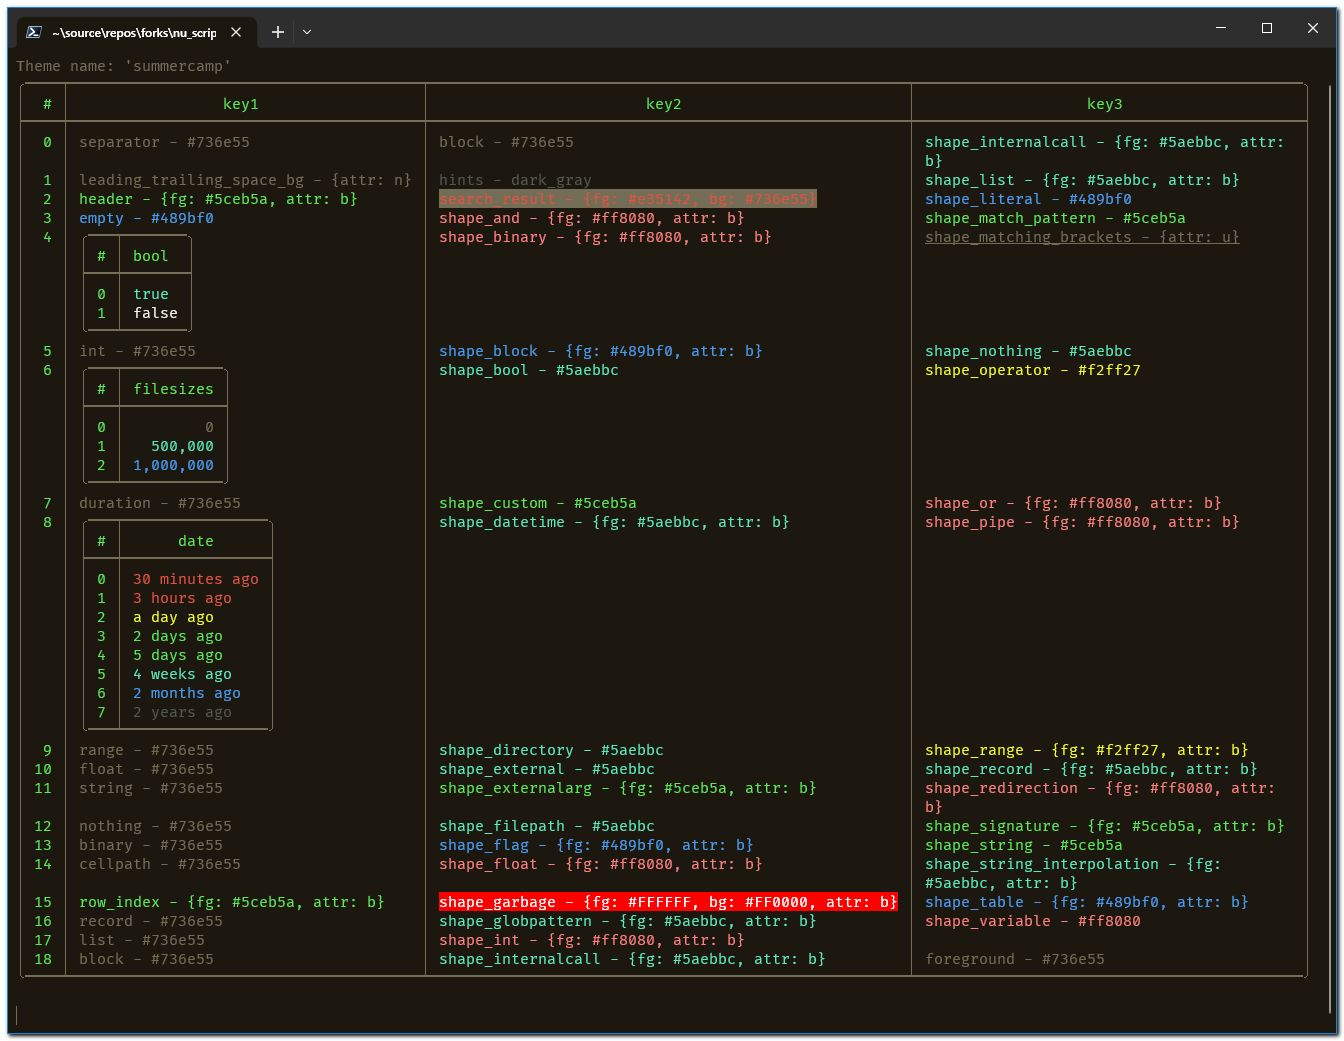 ~\source\repos\forks\nu_scrip
Theme name: 'summercamp'
# key1 key2 key3
0 separator - #736e55 block - #736e55 shape_internalcall - {fg: #5aebbc, attr:
b}
1 leading_trailing_space_bg - {attr: n} hints - dark_gray shape_list - {fg: #5aebbc, attr: b}
2 header - {fg: #5ceb5a, attr: b} search_result - {fg: #e35142, bg: #736e55} shape_literal - #489bf0
3 empty - #489bf0 shape_and - {fg: #ff8080, attr: b} shape_match_pattern - #5ceb5a
4 shape_binary - {fg: #ff8080, attr: b} shape_matching_brackets - {attr: u}
# bool
0 true
1 false
5 int - #736e55 shape_block - {fg: #489bf0, attr: b} shape_nothing - #5aebbc
6 shape_bool - #5aebbc shape_operator - #f2ff27
# filesizes
0 0
1 500,000
2 1,000,000
7 duration - #736e55 shape_custom - #5ceb5a shape_or - {fg: #ff8080, attr: b}
8 shape_datetime - {fg: #5aebbc, attr: b} shape_pipe - {fg: #ff8080, attr: b}
# date
0 30 minutes ago
1 3 hours ago
2 a day ago
3 2 days ago
4 5 days ago
5 4 weeks ago
6 2 months ago
7 2 years ago
9 range - #736e55 shape_directory - #5aebbc shape_range - {fg: #f2ff27, attr: b}
10 float - #736e55 shape_external - #5aebbc shape_record - {fg: #5aebbc, attr: b}
11 string - #736e55 shape_externalarg - {fg: #5ceb5a, attr: b} shape_redirection - {fg: #ff8080, attr:
b}
12 nothing - #736e55 shape_filepath - #5aebbc shape_signature - {fg: #5ceb5a, attr: b}
13 binary - #736e55 shape_flag - {fg: #489bf0, attr: b} shape_string - #5ceb5a
14 cellpath - #736e55 shape_float - {fg: #ff8080, attr: b} shape_string_interpolation - {fg:
#5aebbc, attr: b}
15 row_index - {fg: #5ceb5a, attr: b} shape_garbage - {fg: #FFFFFF, bg: #FF0000, attr: b} shape_table - {fg: #489bf0, attr: b}
16 record - #736e55 shape_globpattern - {fg: #5aebbc, attr: b} shape_variable - #ff8080
17 list - #736e55 shape_int - {fg: #ff8080, attr: b}
18 block - #736e55 shape_internalcall - {fg: #5aebbc, attr: b} foreground - #736e55